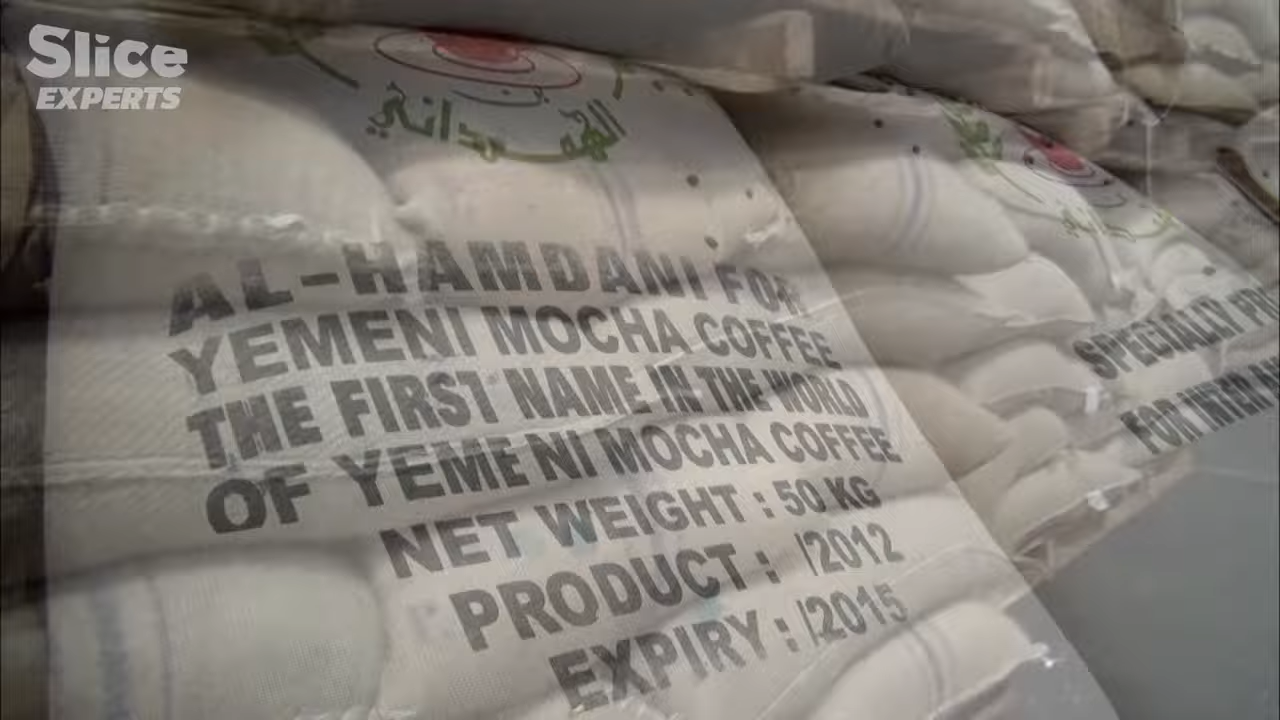 Slice
EXPERTS
الهمداني
AL-HAMDANI FOR
YEMENI MOCHA COFFEE
THE FIRST NAME IN THE WORLD
OF YEMENI MOCHA COFFEE
NET WEIGHT : 50 KG
PRODUCT : /2012
EXPIRY : /2015
SPECIALLY
FOR